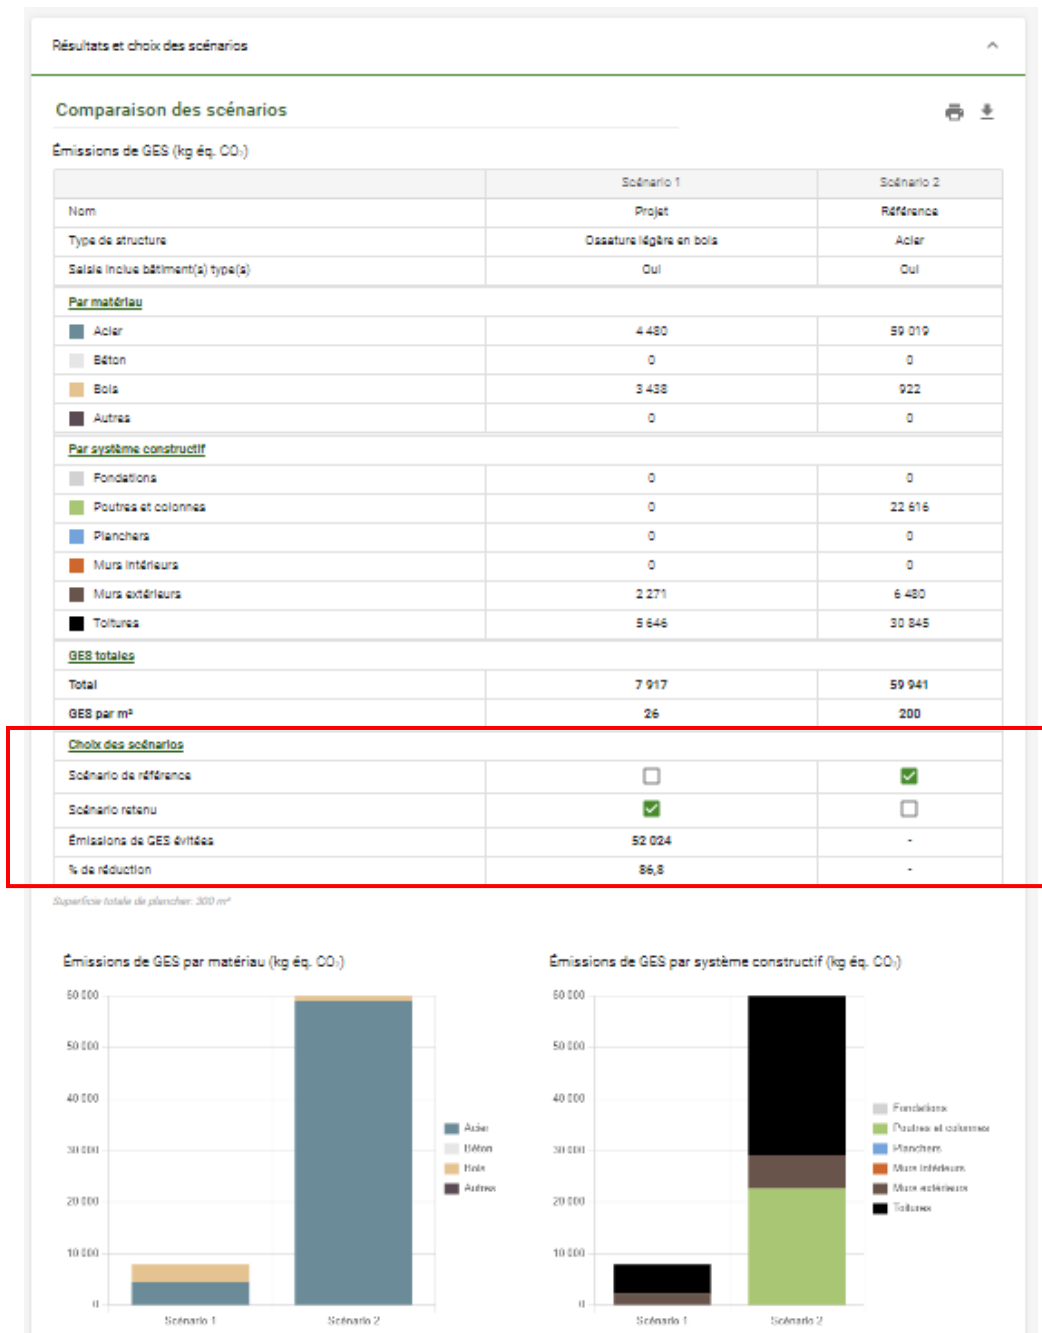 Résultats et choix des scénarios
Comparaison des scénarios
Émissions de GES (kg éq. CO₂)
Scénario 1 Scénario 2
Nom Projet Référence
Type de structure Ossature légère en bois Acier
Saisie inclue bâtiment(s) type(s) Oui Oui
Par matériau
Acier 4 480 59 019
Béton 0 0
Bois 3 438 922
Autres 0 0
Par système constructif
Fondations 0 0
Poutres et colonnes 0 22 616
Planchers 0 0
Murs intérieurs 0 0
Murs extérieurs 2 271 6 480
Toitures 5 646 30 845
GES totales
Total 7 917 59 941
GES par m² 26 200
Choix des scénarios
Scénario de référence
Scénario retenu
Émissions de GES évitées 52 024 -
% de réduction 86,8 -
Superficie totale de plancher: 300 m²
Émissions de GES par matériau (kg éq. CO₂)
60 000
50 000
40 000
30 000
20 000
10 000
0
Scénario 1 Scénario 2
Acier
Béton
Bois
Autres
Émissions de GES par système constructif (kg éq. CO₂)
60 000
50 000
40 000
30 000
20 000
10 000
0
Scénario 1 Scénario 2
Fondations
Poutres et colonnes
Planchers
Murs intérieurs
Murs extérieurs
Toitures